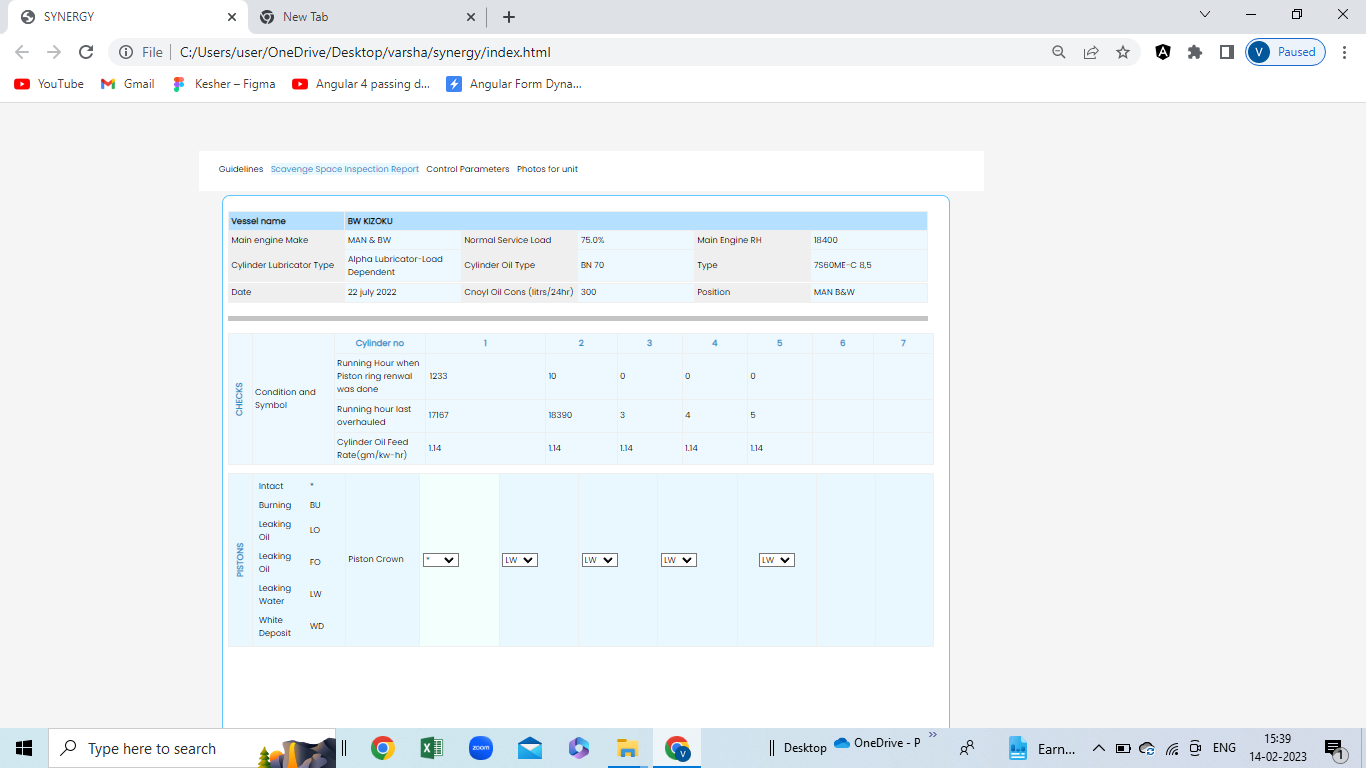 SYNERGY
New Tab
File C:/Users/user/OneDrive/Desktop/varsha/synergy/index.html
V Paused
YouTube Gmail Kesher – Figma Angular 4 passing d... Angular Form Dyna...
Guidelines Scavenge Space Inspection Report Control Parameters Photos for unit
Vessel name BW KIZOKU
Main engine Make MAN & BW Normal Service Load 75.0% Main Engine RH 18400
Cylinder Lubricator Type Alpha Lubricator-Load Dependent Cylinder Oil Type BN 70 Type 7S60ME-C 8,5
Date 22 july 2022 Cnoyl Oil Cons (litrs/24hr) 300 Position MAN B&W
CHECKS
Condition and Symbol
Cylinder no 1 2 3 4 5 6 7
Running Hour when Piston ring renwal was done 1233 10 0 0 0
Running hour last overhauled 17167 18390 3 4 5
Cylinder Oil Feed Rate(gm/kw-hr) 1.14 1.14 1.14 1.14 1.14
PISTONS
Intact *
Burning BU
Leaking Oil LO
Leaking Oil FO
Leaking Water LW
White Deposit WD
Piston Crown * LW LW LW LW
Type here to search
zoom
V
Desktop OneDrive - P
Earn...
ENG
15:39
14-02-2023
1